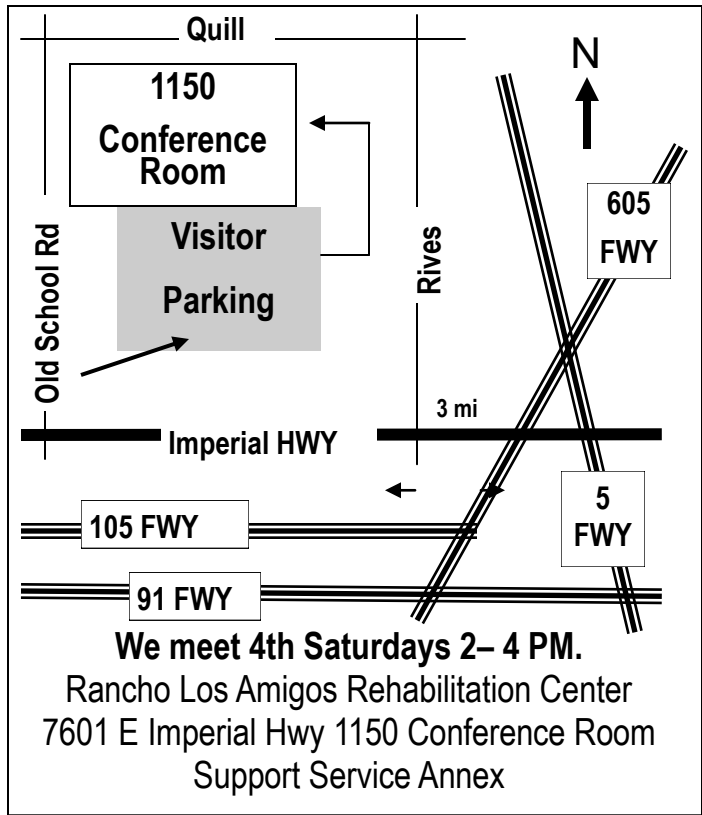 Quill
1150
Conference
Room
N
605
FWY
Visitor
Parking
Old School Rd
Rives
3 mi
Imperial HWY
5
FWY
105 FWY
91 FWY
We meet 4th Saturdays 2– 4 PM.
Rancho Los Amigos Rehabilitation Center
7601 E Imperial Hwy 1150 Conference Room
Support Service Annex